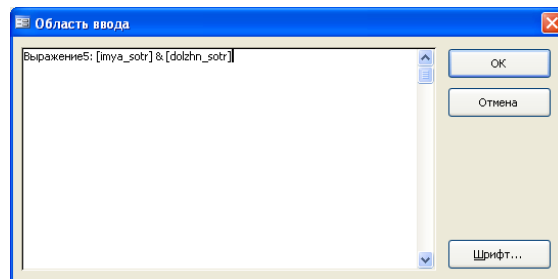 Область ввода
Выражение5: [imya_sotr] & [dolzhn_sotr]
ОК
Отмена
Шрифт...